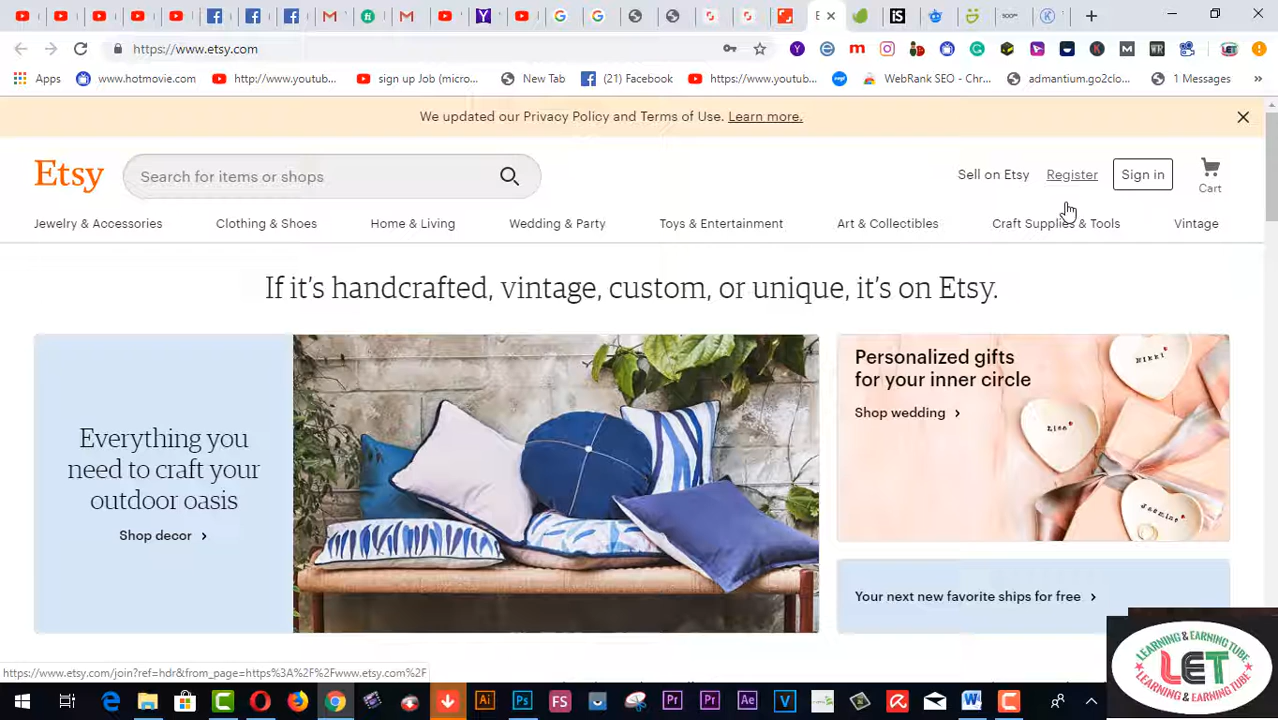 https://www.etsy.com
Apps
www.hotmovie.com
http://www.youtub...
sign up Job (micro...
New Tab
(21) Facebook
https://www.youtub...
WebRank SEO - Chr...
admantium.go2clo...
1 Messages
»
We updated our Privacy Policy and Terms of Use. Learn more.
Etsy
Search for items or shops
Sell on Etsy
Register
Sign in
Cart
Jewelry & Accessories
Clothing & Shoes
Home & Living
Wedding & Party
Toys & Entertainment
Art & Collectibles
Craft Supplies & Tools
Vintage
If it's handcrafted, vintage, custom, or unique, it's on Etsy.
Everything you
need to craft your
outdoor oasis
Shop decor
Personalized gifts
for your inner circle
Shop wedding
Nikki
Elsa
Jasmine
Your next new favorite ships for free
https://www.etsy.com/join?ref=hdr&from_page=https%3A%2F%2Fwww.etsy.com%2F
LEARNING & EARNING TUBE
LET
LEARNING & EARNING TUBE